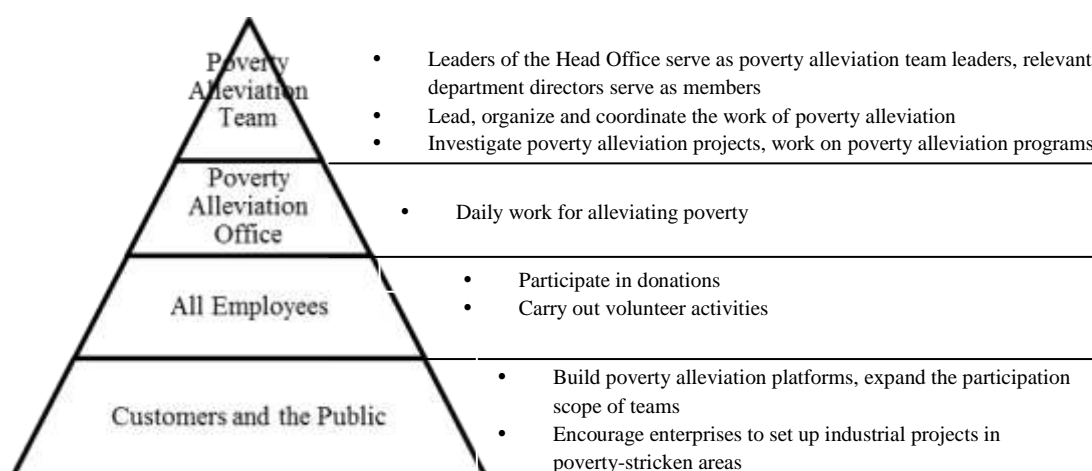 Poverty
Alleviation
Team
• Leaders of the Head Office serve as poverty alleviation team leaders, relevant
department directors serve as members
• Lead, organize and coordinate the work of poverty alleviation
• Investigate poverty alleviation projects, work on poverty alleviation programs
Poverty
Alleviation
Office
• Daily work for alleviating poverty
All Employees
• Participate in donations
• Carry out volunteer activities
Customers and the Public
• Build poverty alleviation platforms, expand the participation
scope of teams
• Encourage enterprises to set up industrial projects in
poverty-stricken areas